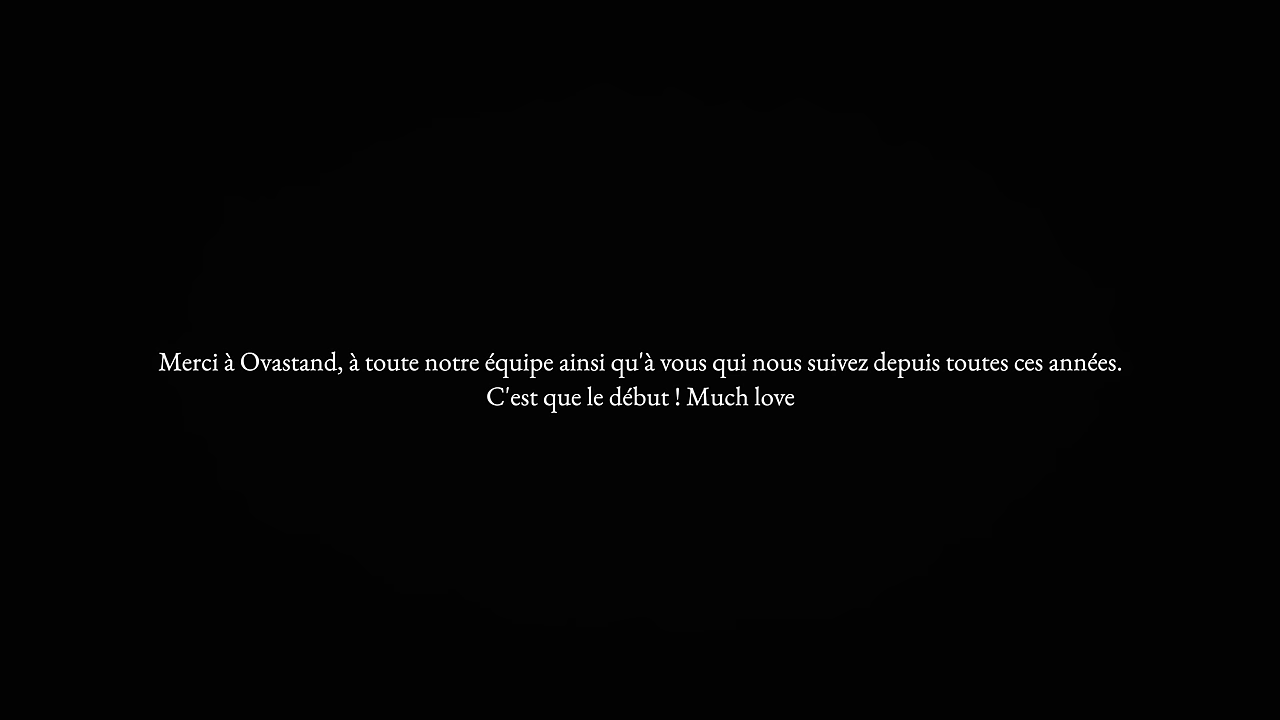 Merci à Ovastand, à toute notre équipe ainsi qu'à vous qui nous suivez depuis toutes ces années.
C'est que le début ! Much love